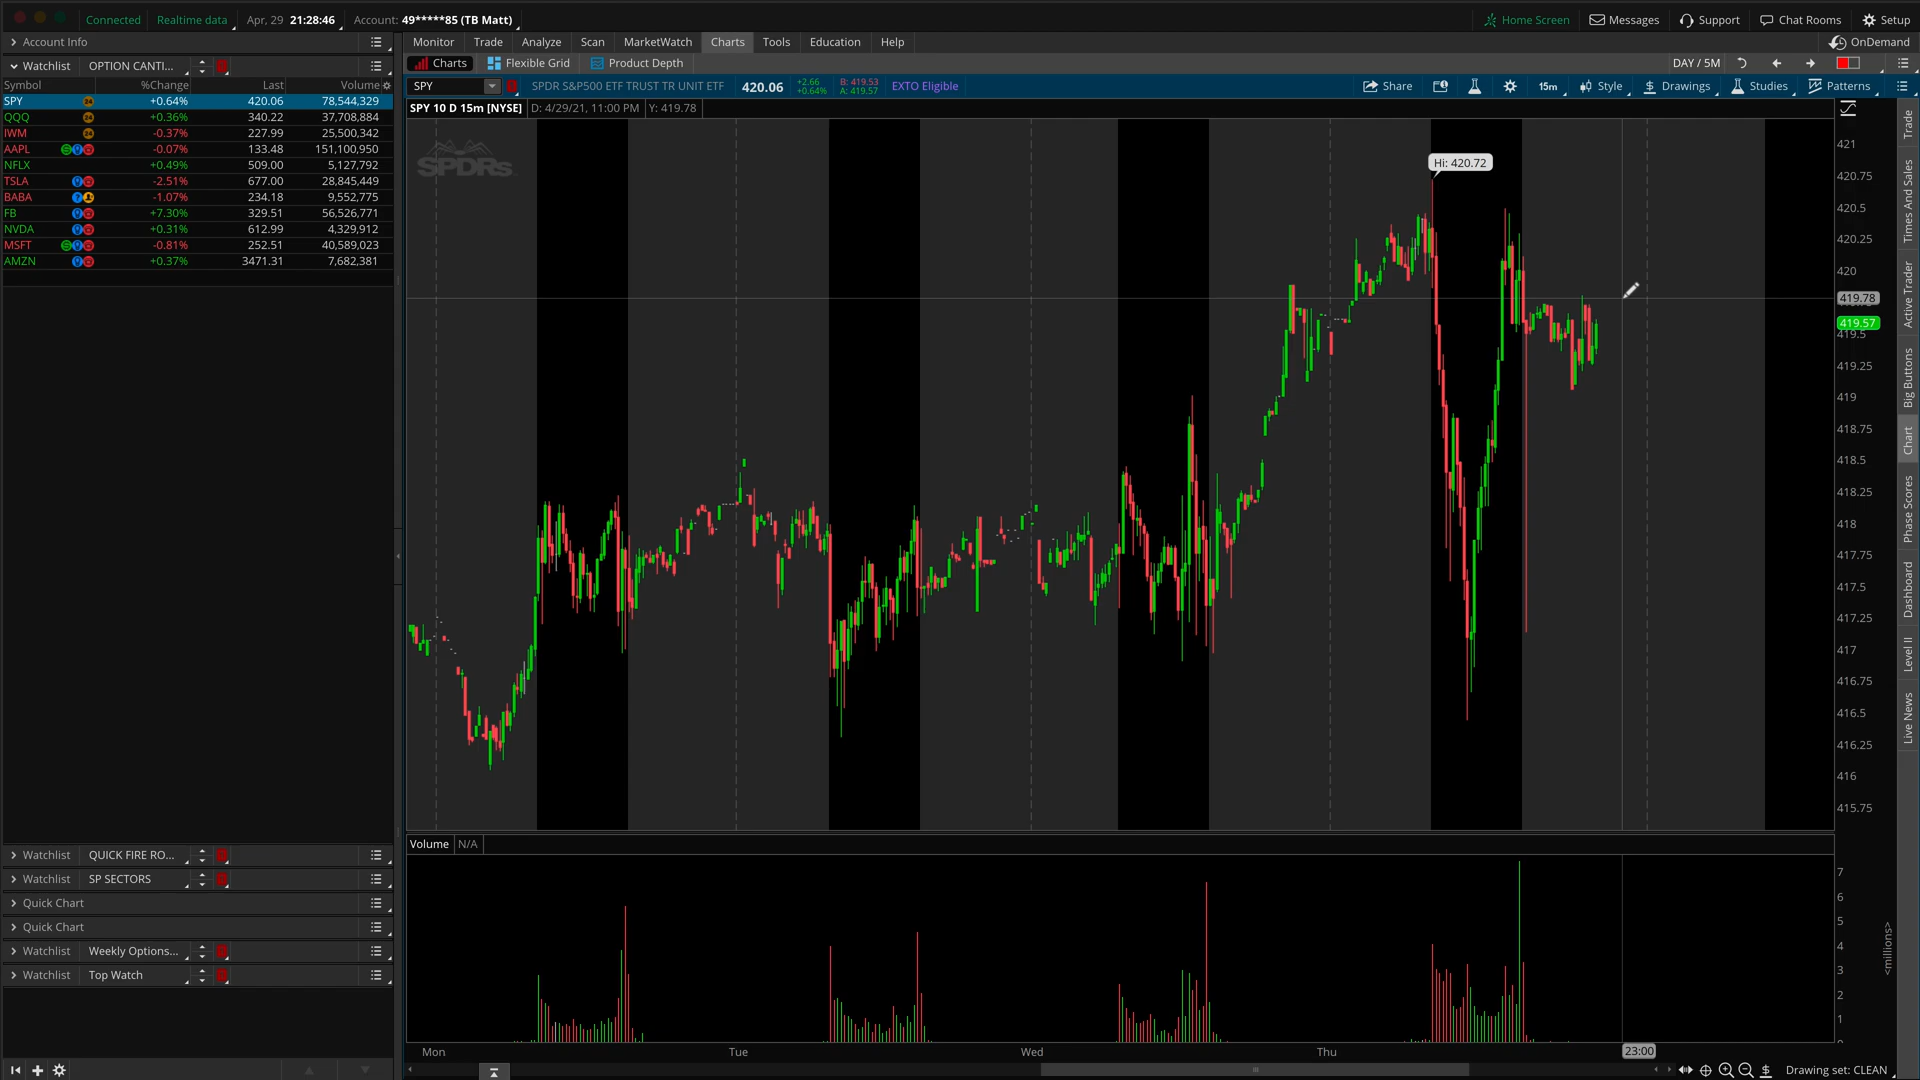 Connected Realtime data Apr, 29 21:28:46 Account: 49*****85 (TB Matt) Home Screen Messages Support Chat Rooms Setup
Account Info Monitor Trade Analyze Scan MarketWatch Charts Tools Education Help OnDemand
Watchlist OPTION CANTI... Charts Flexible Grid Product Depth DAY / 5M
Symbol %Change Last Volume
SPY SPDR S&P500 ETF TRUST TR UNIT ETF 420.06 +2.66 +0.64% B: 419.53 A: 419.57 EXTO Eligible Share 15m Style Drawings Studies Patterns
SPY +0.64% 420.06 78,544,329
QQQ +0.36% 340.22 37,708,884
IWM -0.37% 227.99 25,500,342
AAPL -0.07% 133.48 151,100,950
NFLX +0.49% 509.00 5,127,792
TSLA -2.51% 677.00 28,845,449
BABA -1.07% 234.18 9,552,775
FB +7.30% 329.51 56,526,771
NVDA +0.31% 612.99 4,329,912
MSFT -0.81% 252.51 40,589,023
AMZN +0.37% 3471.31 7,682,381
SPY 10 D 15m [NYSE] D: 4/29/21, 11:00 PM Y: 419.78
SPDRs
Hi: 420.72
421
420.75
420.5
420.25
420
419.78
419.57
419.5
419.25
419
418.75
418.5
418.25
418
417.75
417.5
417.25
417
416.75
416.5
416.25
416
415.75
Trade
Times And Sales
Active Trader
Big Buttons
Chart
Phase Scores
Dashboard
Level II
Live News
Volume N/A
7
6
5
4
3
2
1
<millions>
Watchlist QUICK FIRE RO...
Watchlist SP SECTORS
Quick Chart
Quick Chart
Watchlist Weekly Options...
Watchlist Top Watch
Mon Tue Wed Thu 23:00
Drawing set: CLEAN